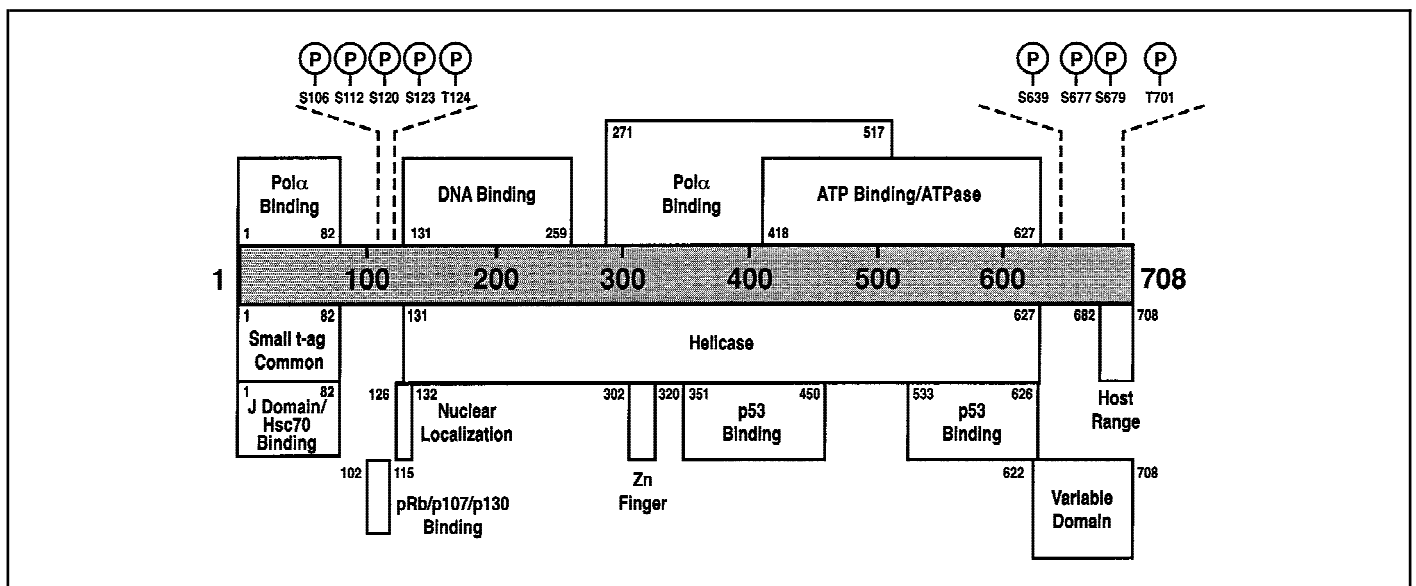 P P P P P
S106 S112 S120 S123 T124
P P P P
S639 S677 S679 T701
271 517
Polα
Binding
1 82
DNA Binding
131 259
Polα
Binding
ATP Binding/ATPase
418 627
1 100 200 300 400 500 600 708
1 82
Small t-ag
Common
131 627
Helicase
682 708
Host
Range
1 82
J Domain/
Hsc70
Binding
126 132
Nuclear
Localization
302 320
Zn
Finger
351 450
p53
Binding
533 626
p53
Binding
102 115
pRb/p107/p130
Binding
622 708
Variable
Domain